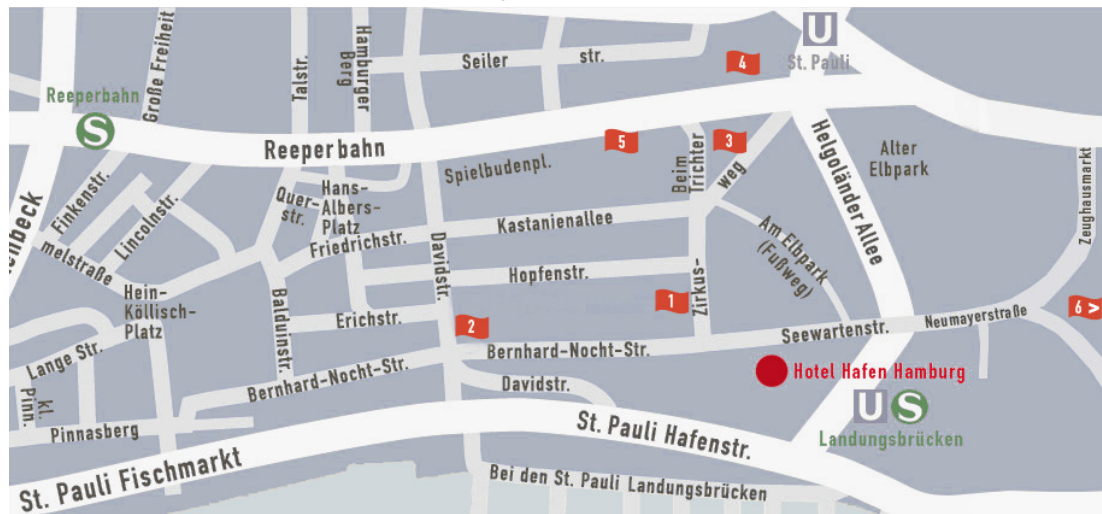 U
St. Pauli
4
Seiler
str.
Hamburger
Berg
Talstr.
Große Freiheit
Reeperbahn
S
Reeperbahn
5
3
Beim
Trichter
weg
Helgoländer Allee
Alter
Elbpark
Zeughausmarkt
Spielbudenpl.
Finkenstr.
Lincolnstr.
Quer-
str.
Hans-
Albers-
Platz
Friedrichstr.
Kastanienallee
Davidstr.
Am Elbpark
(Fußweg)
nbeck
melstraße
Hopfenstr.
Hein-
Köllisch-
Platz
Balduinstr.
Erichstr.
2
1
Zirkus-
6 >
Neumayerstraße
Seewartenstr.
Lange Str.
Bernhard-Nocht-Str.
Bernhard-Nocht-Str.
Hotel Hafen Hamburg
Davidstr.
kl.
Pinn.
Pinnasberg
U S
Landungsbrücken
St. Pauli Hafenstr.
St. Pauli Fischmarkt
Bei den St. Pauli Landungsbrücken